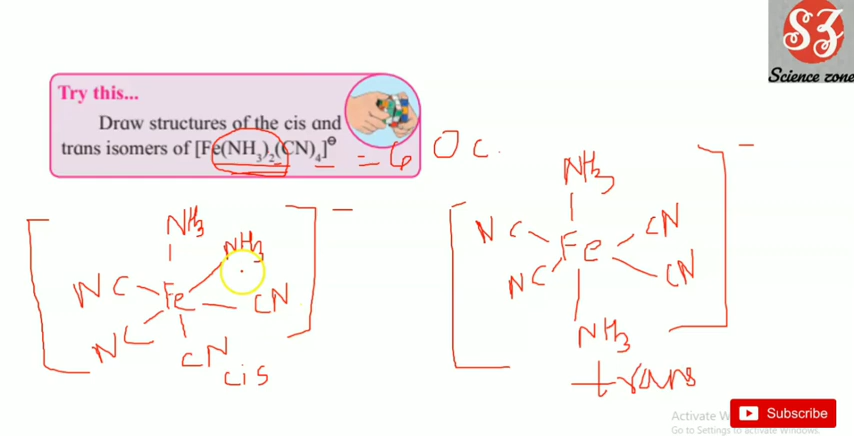 SZ
Science zone
Try this...
Draw structures of the cis and
trans isomers of [Fe(NH₃)₂(CN)₄]⊖
= 6 Oc.
NH3
NH3
NC Fe CN
NC CN
cis
–
NH3
NC Fe CN
NC CN
NH3
trans
–
Activate W
Go to Settings to activate Windows.
Subscribe